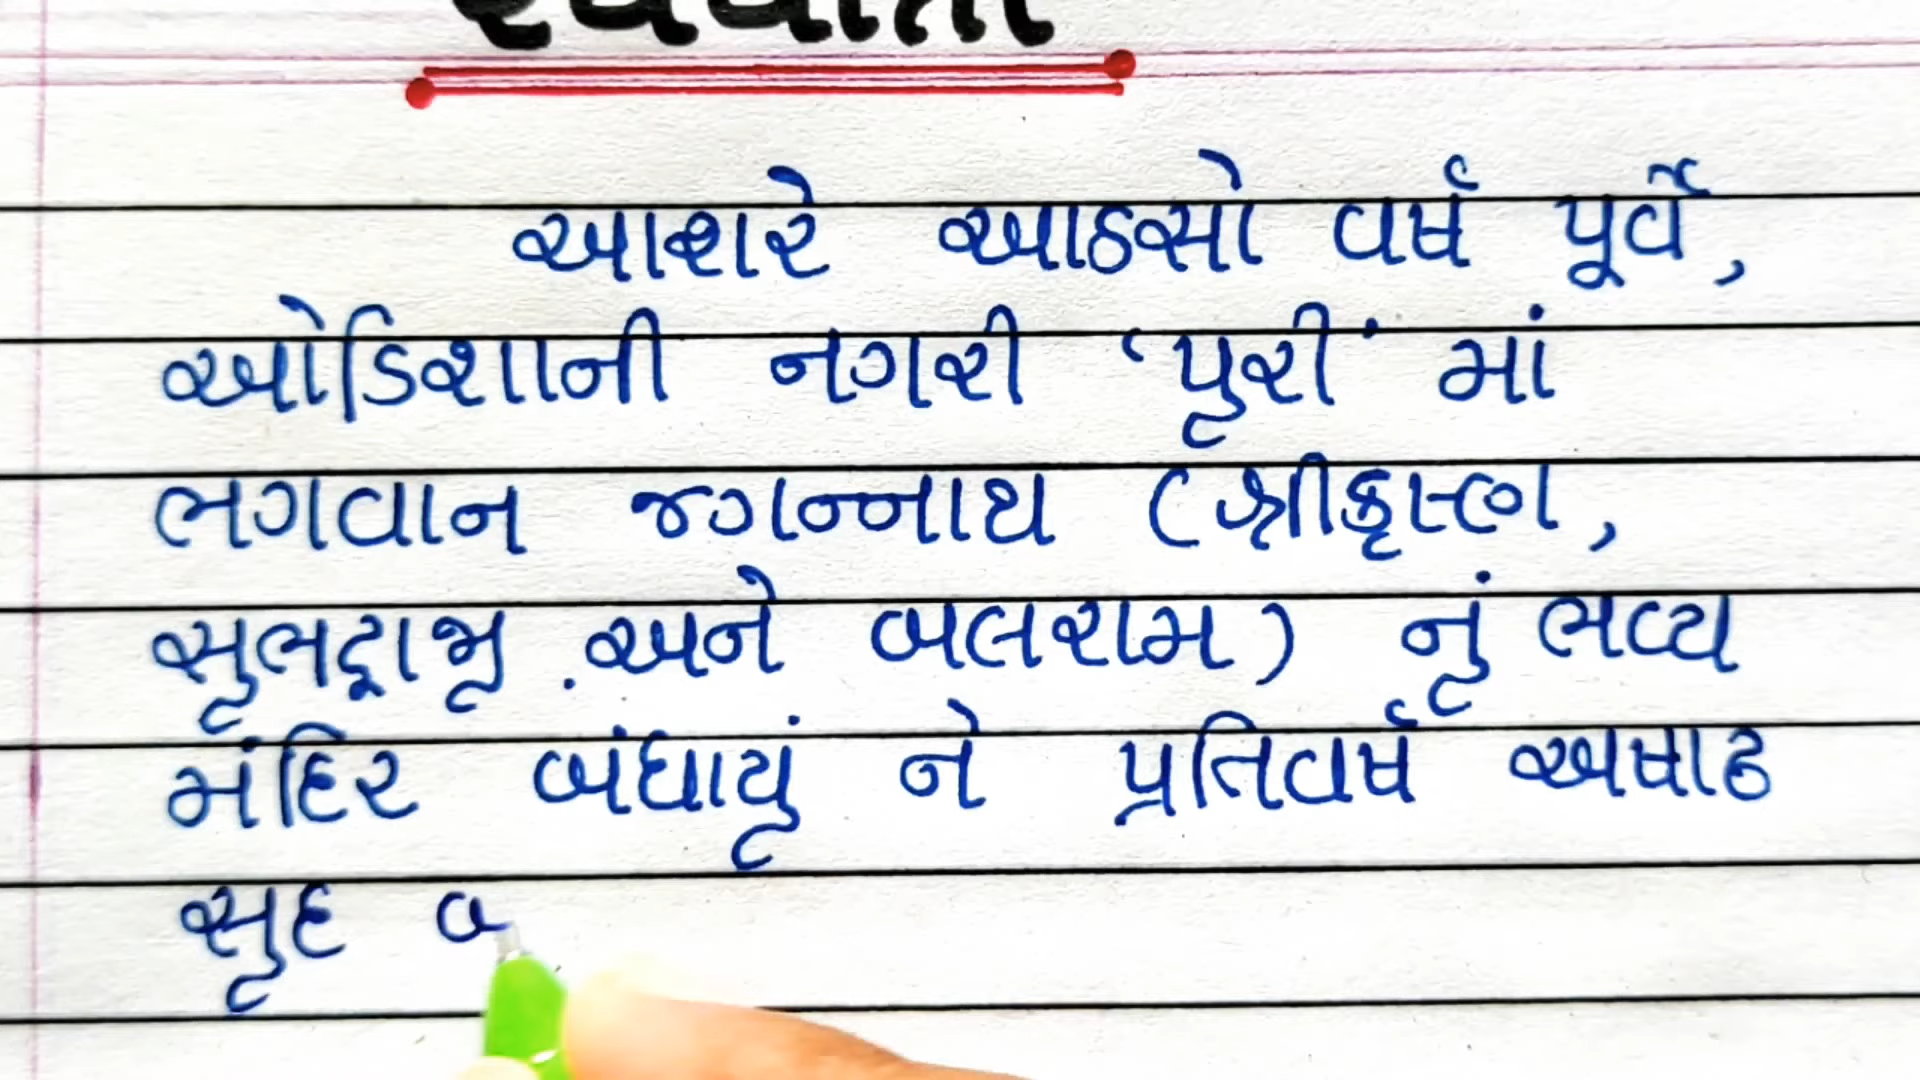 આશરે આઠસો વર્ષ પૂર્વે,
ઓડિશાની નગરી 'પુરી' માં
ભગવાન જગન્નાથ (શ્રીકૃષ્ણ,
સુભદ્રાજી અને બલરામ) નું ભવ્ય
મંદિર બંધાયું ને પ્રતિવર્ષ અષાઢ
સુદ